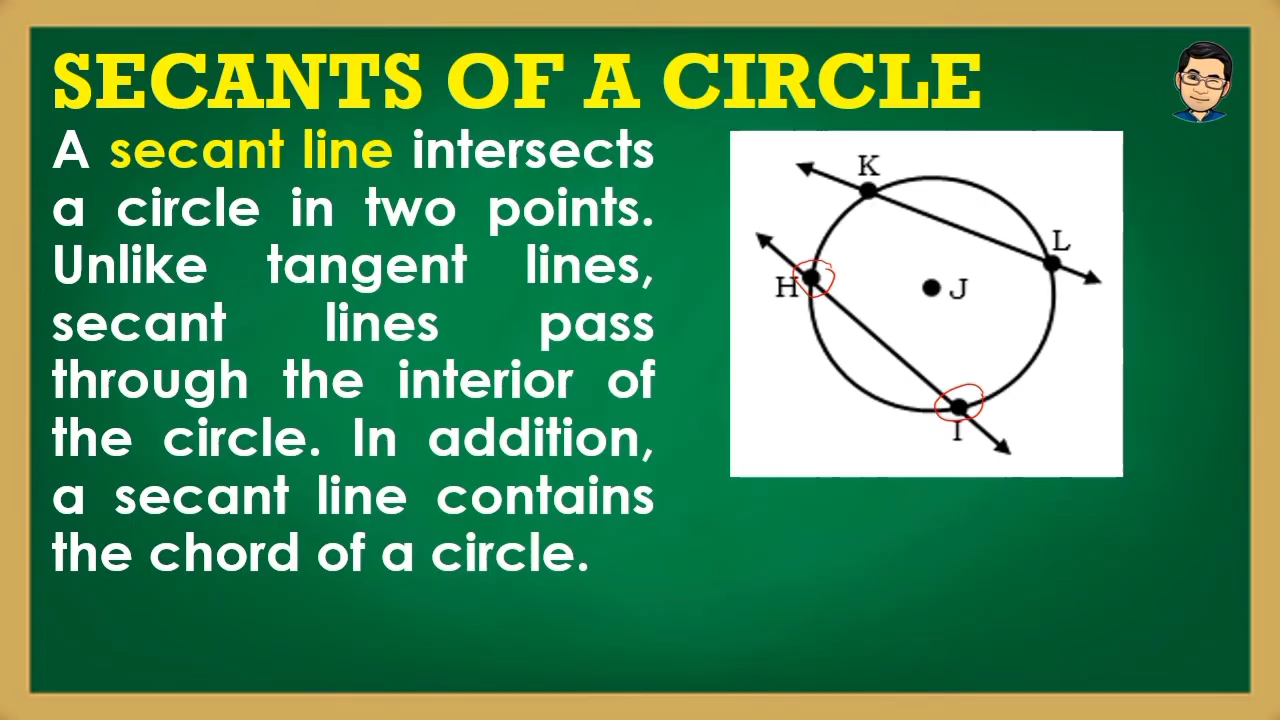 SECANTS OF A CIRCLE
A secant line intersects
a circle in two points.
Unlike tangent lines,
secant lines pass
through the interior of
the circle. In addition,
a secant line contains
the chord of a circle.
K
L
H
J
I